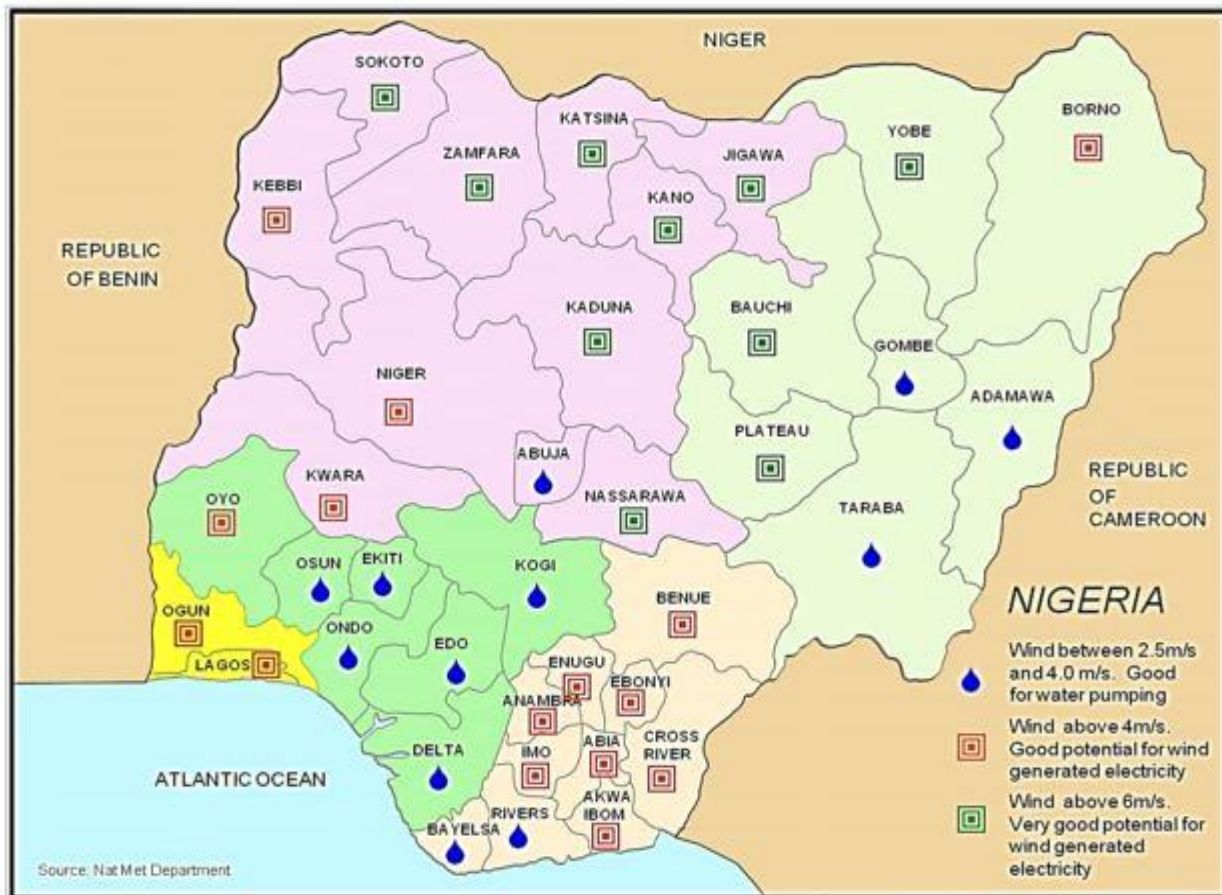 NIGER
SOKOTO
KATSINA
BORNO
YOBE
ZAMFARA
JIGAWA
KEBBI
KANO
REPUBLIC
OF BENIN
KADUNA
BAUCHI
GOMBE
NIGER
ADAMAWA
PLATEAU
ABUJA
KWARA
REPUBLIC
OF
CAMEROON
OYO
NASSARAWA
TARABA
OSUN
EKITI
KOGI
BENUE
NIGERIA
OGUN
ONDO
EDO
LAGOS
ENUGU
EBONYI
ANAMBRA
Wind between 2.5m/s
and 4.0 m/s. Good
for water pumping
CROSS
RIVER
IMO
ABIA
DELTA
ATLANTIC OCEAN
Wind above 4m/s.
Good potential for wind
generated electricity
AKWA
IBOM
RIVERS
BAYELSA
Wind above 6m/s.
Very good potential for
wind generated
electricity
Source: Nat Met Department